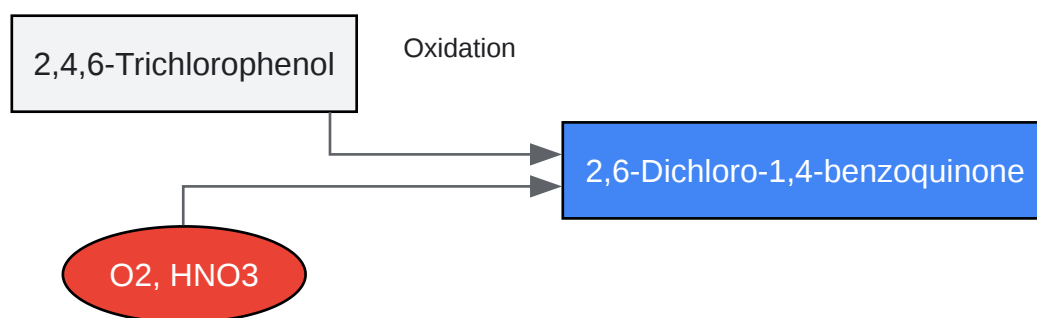 2,4,6-Trichlorophenol
Oxidation
2,6-Dichloro-1,4-benzoquinone
O2, HNO3